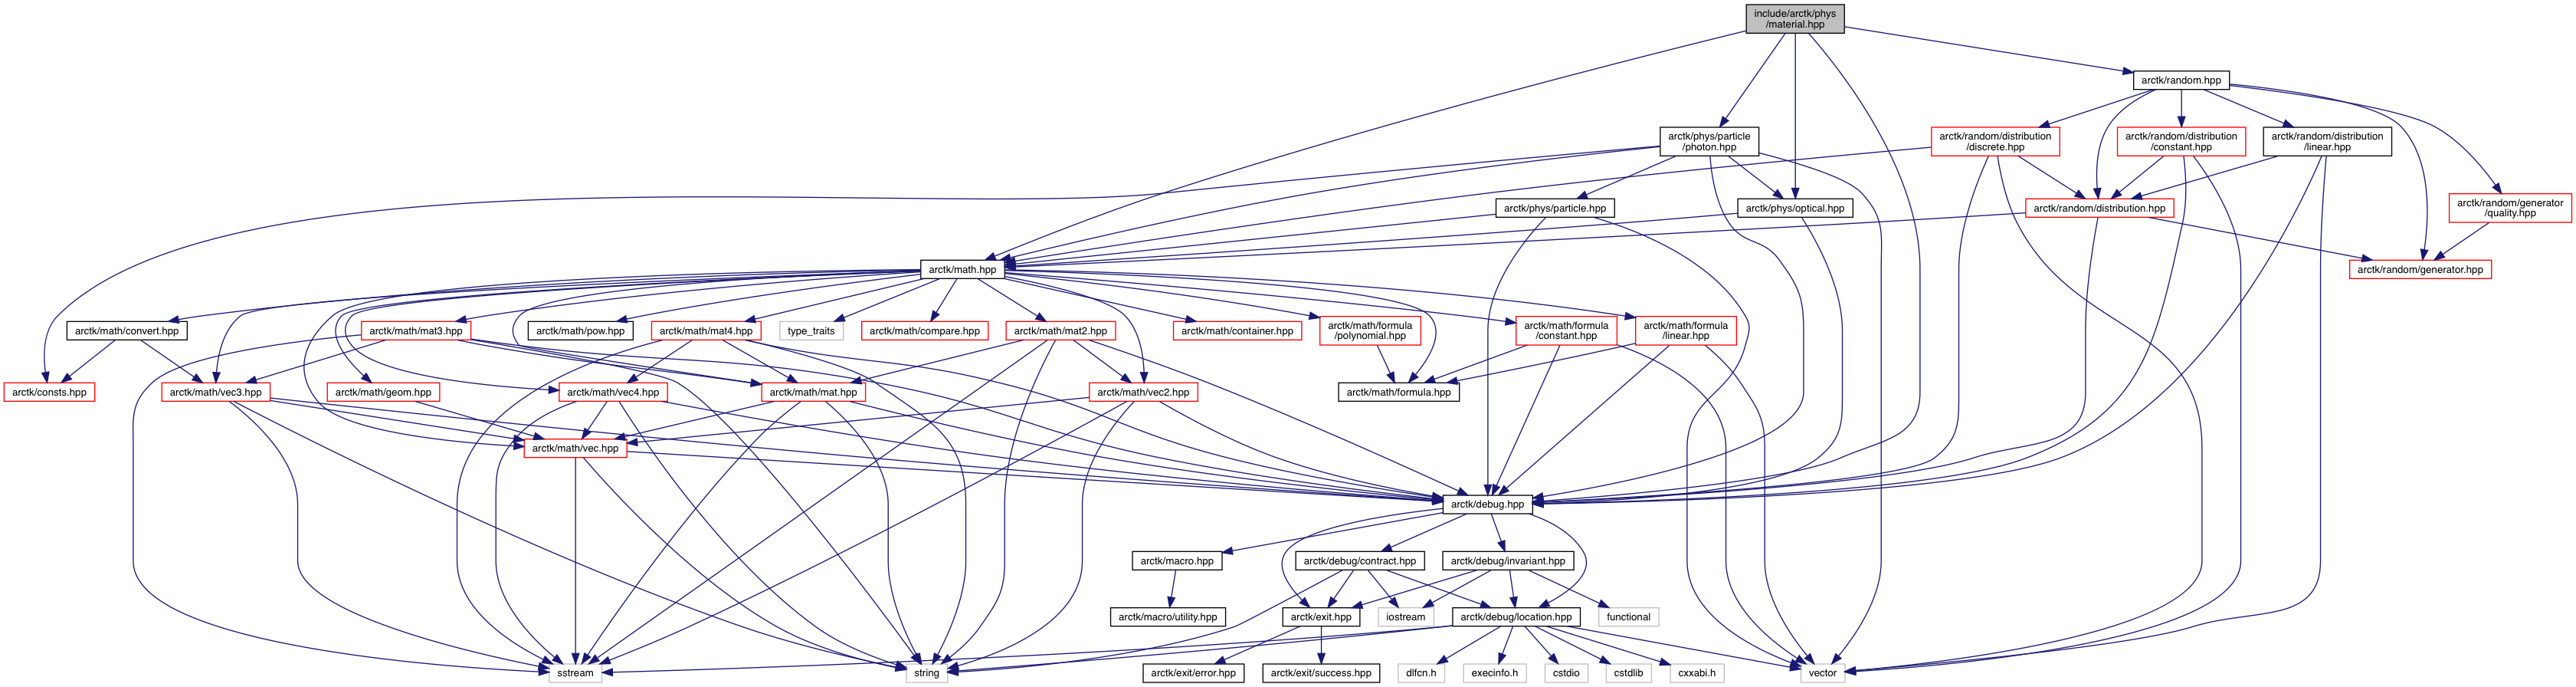 include/arctk/phys
/material.hpp
arctk/random.hpp
arctk/phys/particle
/photon.hpp
arctk/random/distribution
/discrete.hpp
arctk/random/distribution
/constant.hpp
arctk/random/distribution
/linear.hpp
arctk/phys/particle.hpp
arctk/phys/optical.hpp
arctk/random/distribution.hpp
arctk/random/generator
/quality.hpp
arctk/math.hpp
arctk/random/generator.hpp
arctk/math/convert.hpp
arctk/math/mat3.hpp
arctk/math/pow.hpp
arctk/math/mat4.hpp
type_traits
arctk/math/compare.hpp
arctk/math/mat2.hpp
arctk/math/container.hpp
arctk/math/formula
/polynomial.hpp
arctk/math/formula
/constant.hpp
arctk/math/formula
/linear.hpp
arctk/consts.hpp
arctk/math/vec3.hpp
arctk/math/geom.hpp
arctk/math/vec4.hpp
arctk/math/mat.hpp
arctk/math/vec2.hpp
arctk/math/formula.hpp
arctk/math/vec.hpp
arctk/debug.hpp
arctk/macro.hpp
arctk/debug/contract.hpp
arctk/debug/invariant.hpp
arctk/macro/utility.hpp
arctk/exit.hpp
iostream
arctk/debug/location.hpp
functional
sstream
string
arctk/exit/error.hpp
arctk/exit/success.hpp
dlfcn.h
execinfo.h
cstdio
cstdlib
cxxabi.h
vector